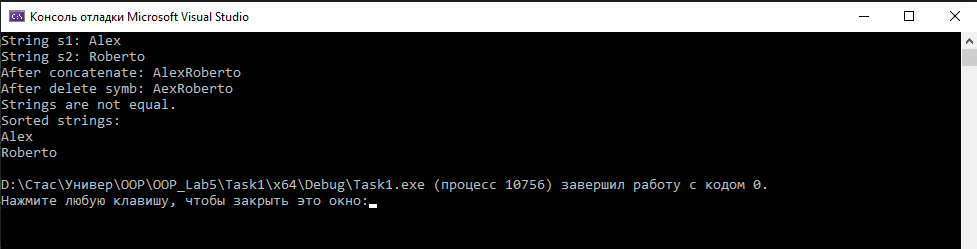 Консоль отладки Microsoft Visual Studio
String s1: Alex
String s2: Roberto
After concatenate: AlexRoberto
After delete symb: AexRoberto
Strings are not equal.
Sorted strings:
Alex
Roberto
D:\Стас\Универ\OOP\OOP_Lab5\Task1\x64\Debug\Task1.exe (процесс 10756) завершил работу с кодом 0.
Нажмите любую клавишу, чтобы закрыть это окно: